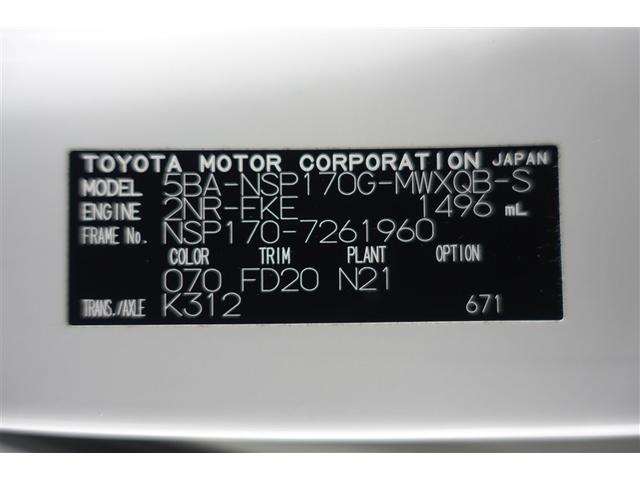 TOYOTA MOTOR CORPORATION JAPAN
MODEL 5BA-NSP170G-MWXQB-S
ENGINE 2NR-FKE 1496 mL
FRAME No. NSP170-7261960
COLOR TRIM PLANT OPTION
070 FD20 N21
TRANS./AXLE K312 671